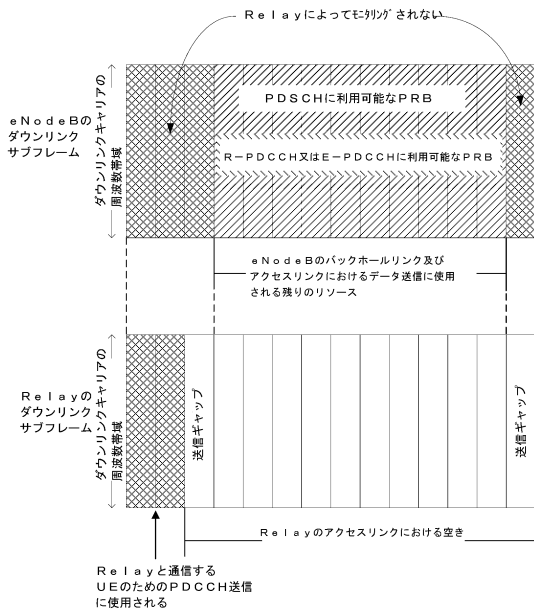 Ｒｅｌａｙによってﾓﾆﾀﾘﾝｸﾞされない
ｅＮｏｄｅＢの
ダウンリンク
サブフレーム
ダウンリンクキャリアの
周波数帯域
ＰＤＳＣＨに利用可能なＰＲＢ
Ｒ－ＰＤＣＣＨ又はＥ－ＰＤＣＣＨに利用可能なＰＲＢ
ｅＮｏｄｅＢのバックホールリンク及び
アクセスリンクにおけるデータ送信に使用
される残りのリソース
Ｒｅｌａｙの
ダウンリンク
サブフレーム
ダウンリンクキャリアの
周波数帯域
送信ギャップ
送信ギャップ
Ｒｅｌａｙのアクセスリンクにおける空き
Ｒｅｌａｙと通信する
ＵＥのためのＰＤＣＣＨ送信
に使用される